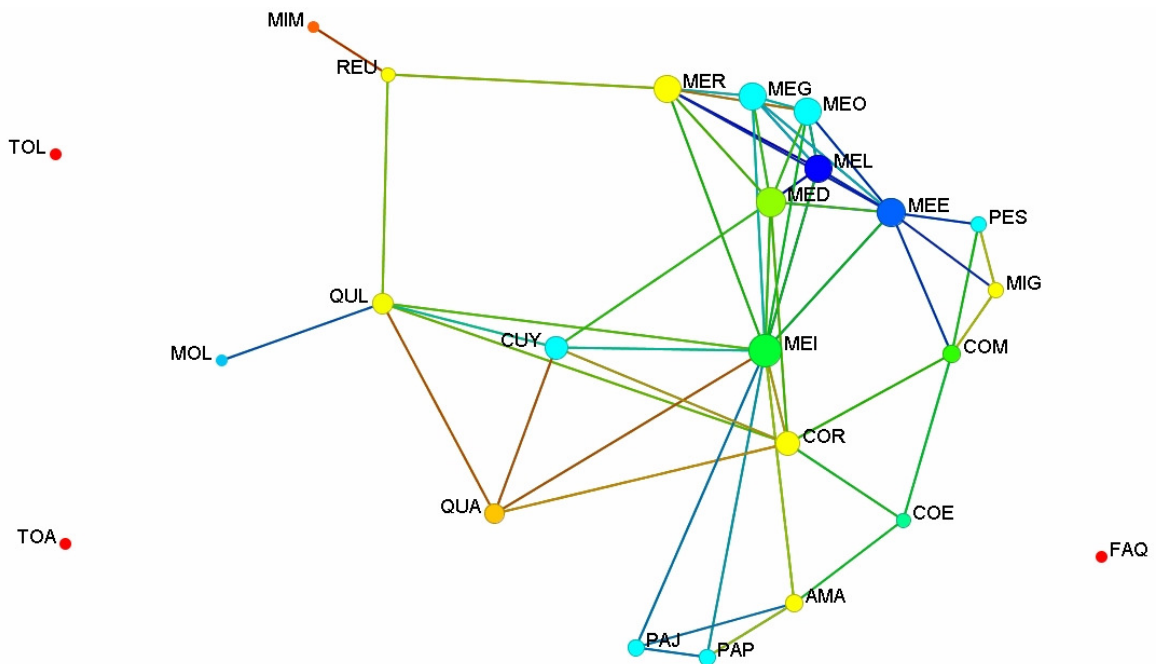 MIM
REU
MER
MEG
MEO
TOL
MEL
MED
MEE
PES
MIG
QUL
CUY
MEI
MOL
COM
COR
QUA
COE
TOA
FAQ
AMA
PAJ
PAP